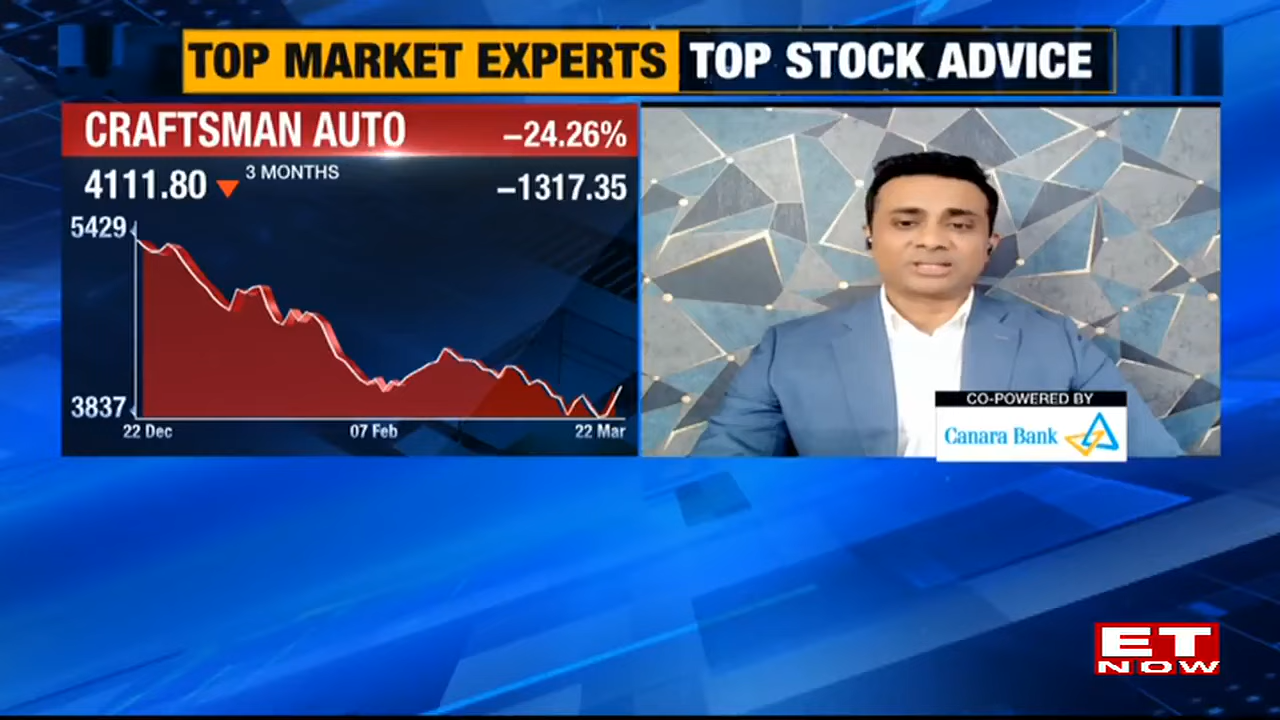 TOP MARKET EXPERTS TOP STOCK ADVICE
CRAFTSMAN AUTO –24.26%
4111.80 3 MONTHS –1317.35
5429
3837
22 Dec 07 Feb 22 Mar
CO-POWERED BY
Canara Bank
ET
NOW